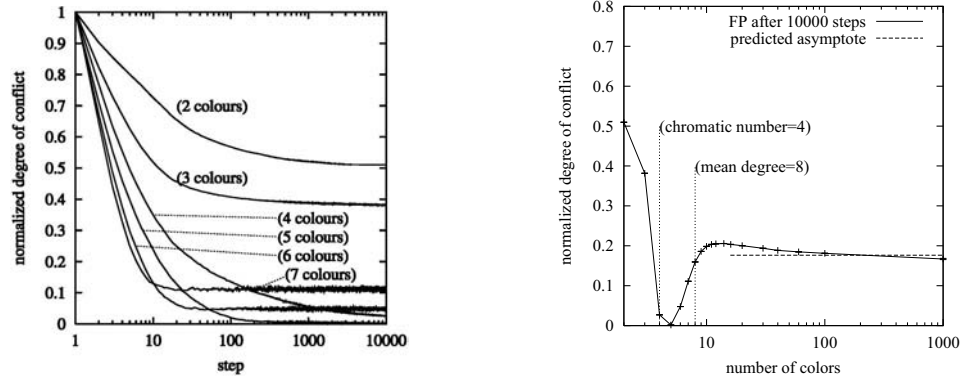 normalized degree of conflict
1
0.9
0.8
0.7
0.6
0.5
0.4
0.3
0.2
0.1
0
(2 colours)
(3 colours)
(4 colours)
(5 colours)
(6 colours)
(7 colours)
1 10 100 1000 10000
step
normalized degree of conflict
0.8
0.7
0.6
0.5
0.4
0.3
0.2
0.1
0
FP after 10000 steps
predicted asymptote
(chromatic number=4)
(mean degree=8)
10 100 1000
number of colors